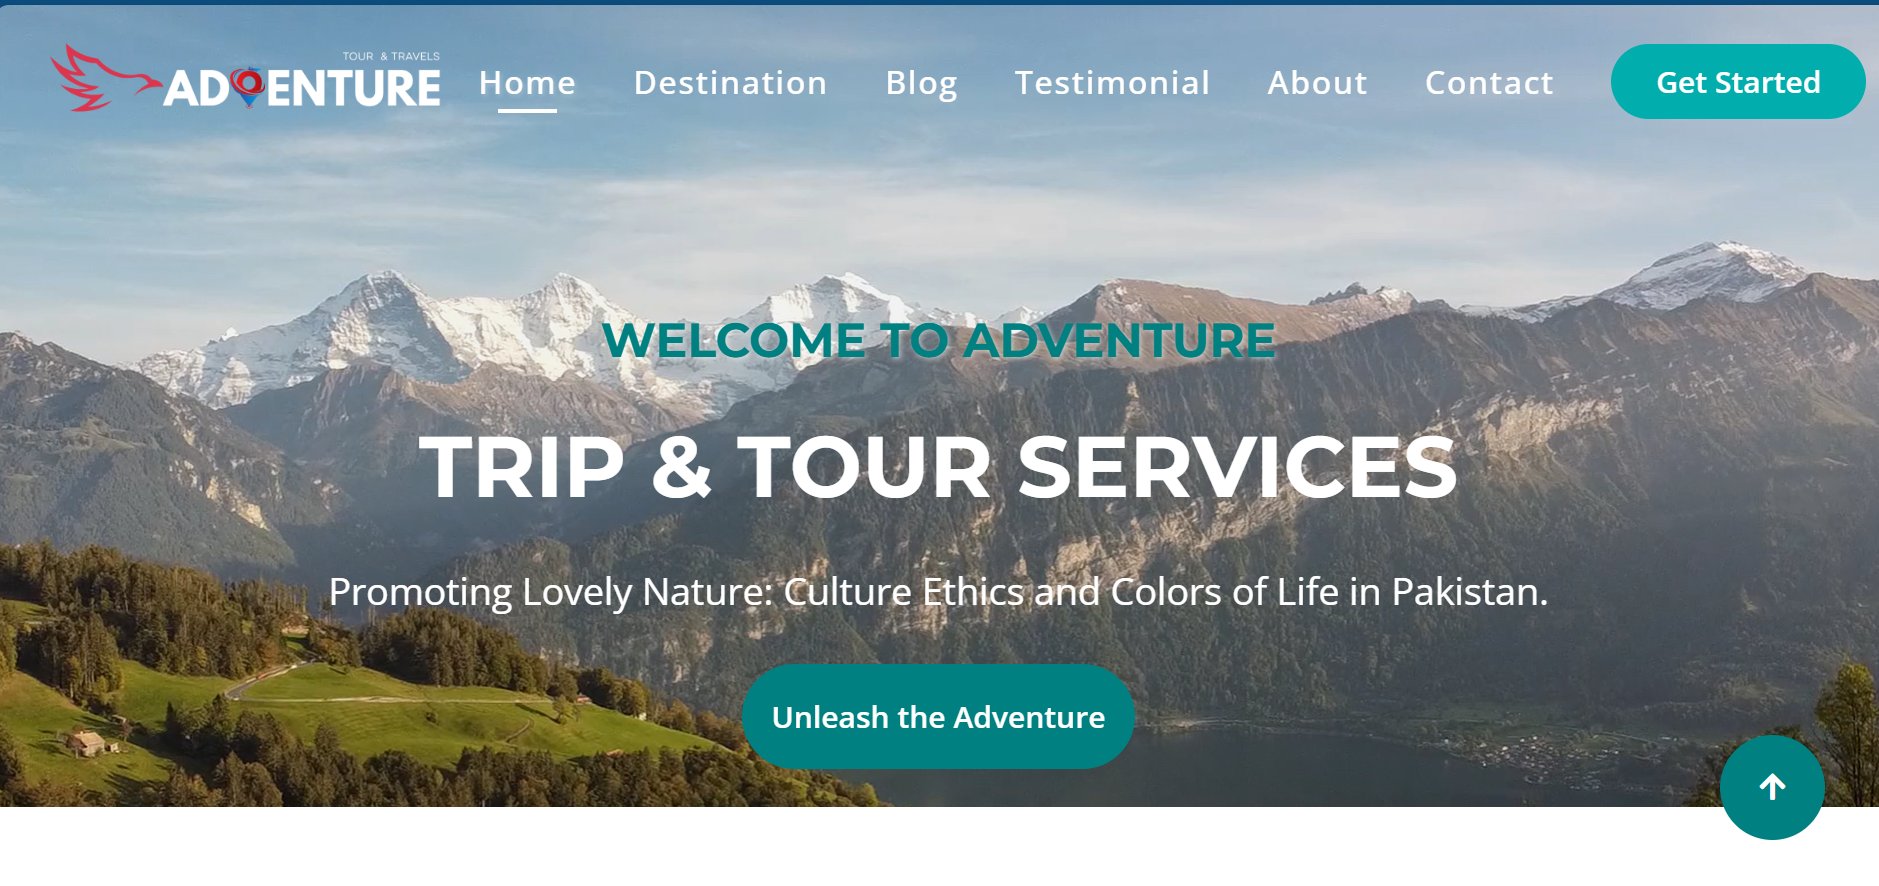 TOUR & TRAVELS
ADVENTURE
Home Destination Blog Testimonial About Contact Get Started
WELCOME TO ADVENTURE
TRIP & TOUR SERVICES
Promoting Lovely Nature: Culture Ethics and Colors of Life in Pakistan.
Unleash the Adventure